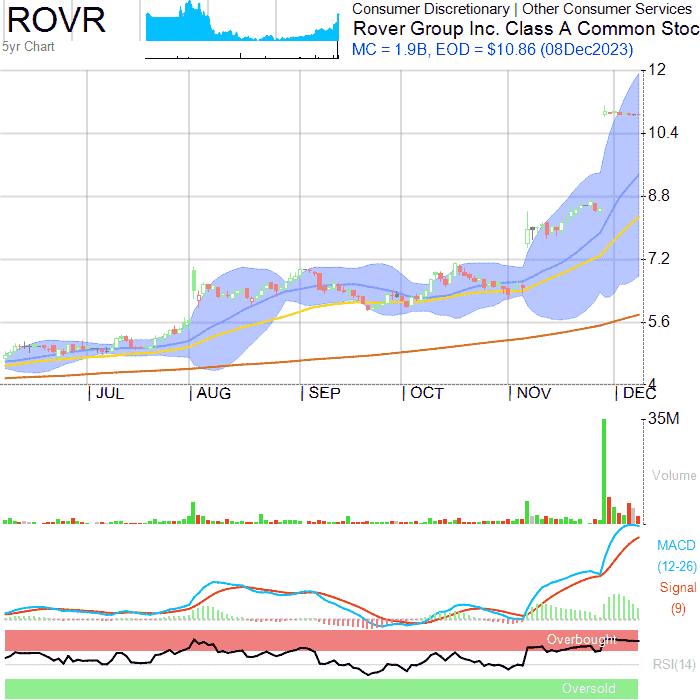 ROVR
5yr Chart
Consumer Discretionary | Other Consumer Services
Rover Group Inc. Class A Common Stoc
MC = 1.9B, EOD = $10.86 (08Dec2023)
12
10.4
8.8
7.2
5.6
4
JUL AUG SEP OCT NOV DEC
35M
Volume
MACD
(12-26)
Signal
(9)
Overbought
RSI(14)
Oversold